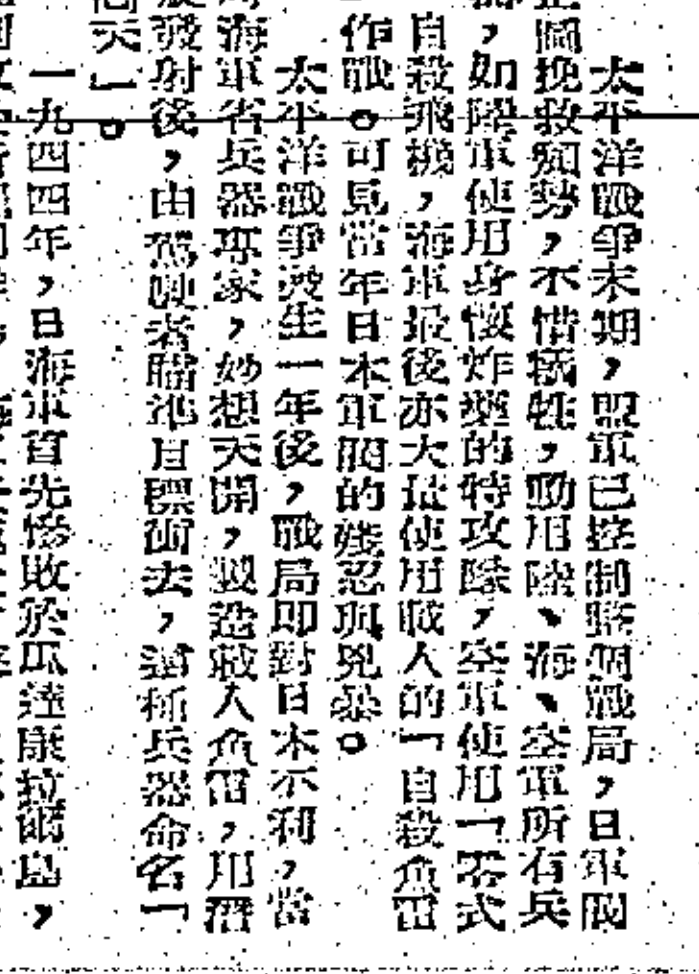 太平洋戰爭末期，盟軍已控制整個戰局，日軍閥
企圖挽救頹勢，不惜犧牲，動用陸、海、空軍所有兵
器，如陸軍使用身懷炸藥的特攻隊，空軍使用「零式
自殺飛機，海軍最後亦大量使用載人的「自殺魚雷
作戰。可見當年日本軍閥的殘忍與兇暴。
太平洋戰爭發生一年後，戰局即對日本不利，當
海軍省兵器專家，妙想天開，製造載人魚雷，用潛
艇發射後，由駕駛者瞄準目標衝去，這種兵器命名「
回天」。
一九四四年，日海軍首先慘敗於瓜達康拉爾島，